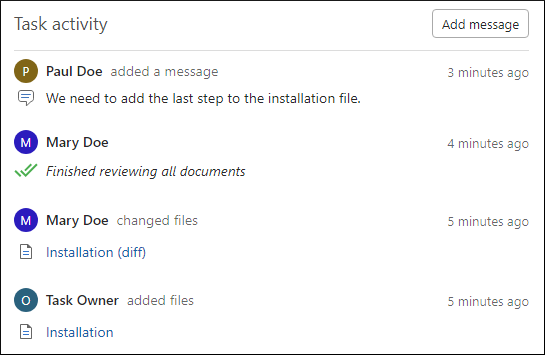 Task activity
Add message
P Paul Doe added a message 3 minutes ago
We need to add the last step to the installation file.
M Mary Doe 4 minutes ago
Finished reviewing all documents
M Mary Doe changed files 5 minutes ago
Installation (diff)
O Task Owner added files 5 minutes ago
Installation